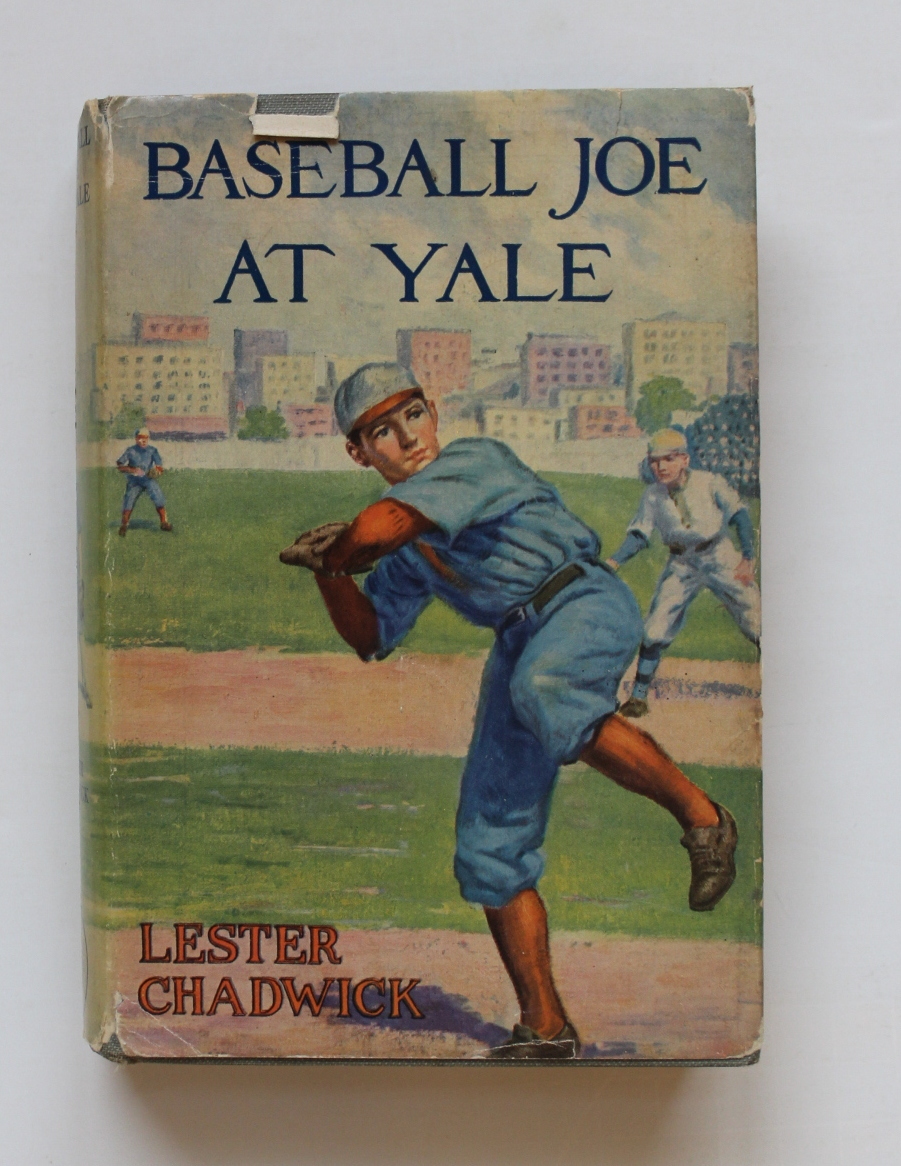 BASEBALL JOE
AT YALE
LESTER
CHADWICK